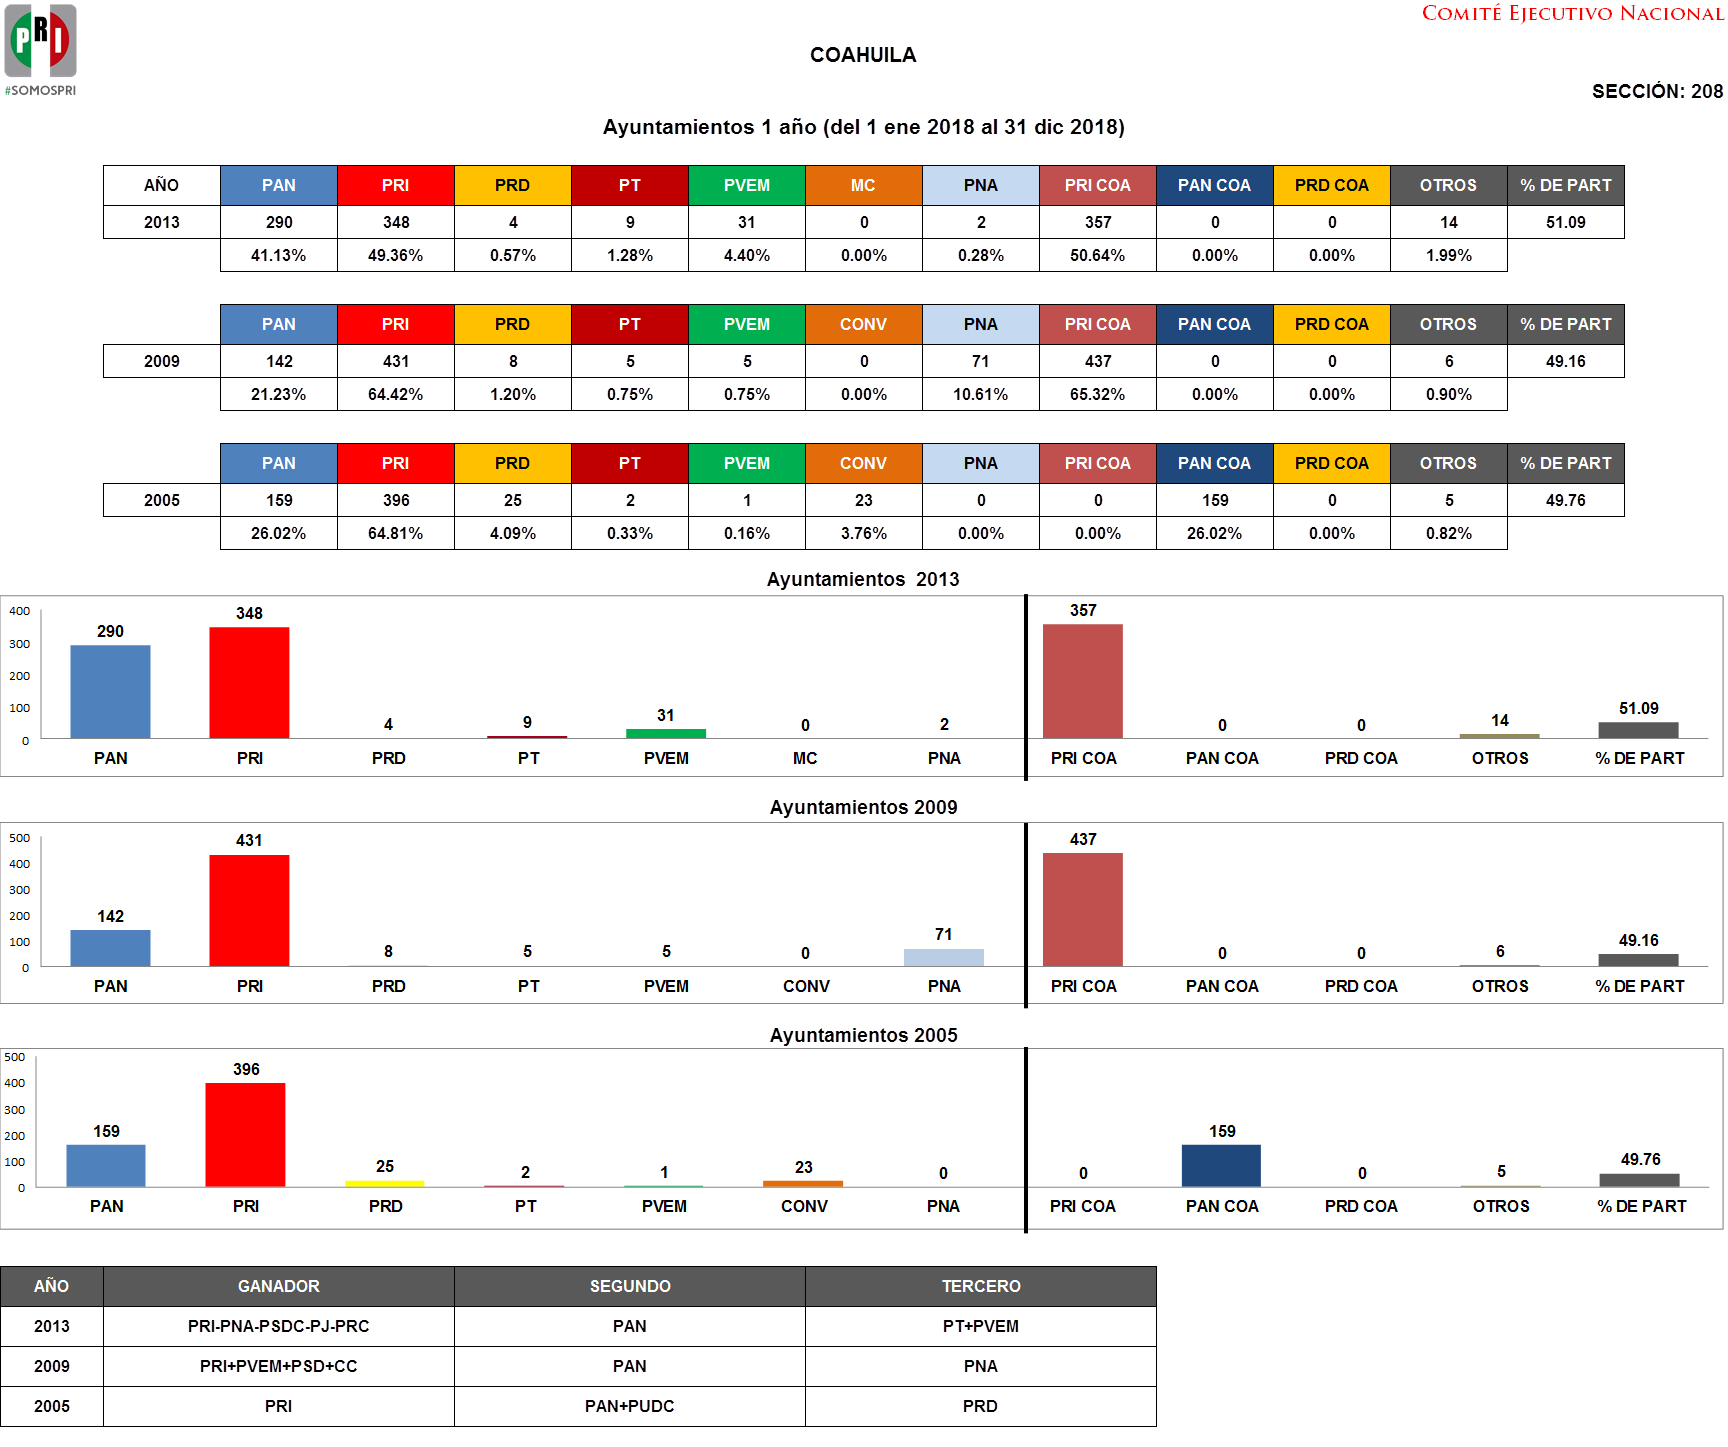 PRI
#SOMOSPRI
COMITÉ EJECUTIVO NACIONAL
COAHUILA
SECCIÓN: 208
Ayuntamientos 1 año (del 1 ene 2018 al 31 dic 2018)
AÑO PAN PRI PRD PT PVEM MC PNA PRI COA PAN COA PRD COA OTROS % DE PART
2013 290 348 4 9 31 0 2 357 0 0 14 51.09
41.13% 49.36% 0.57% 1.28% 4.40% 0.00% 0.28% 50.64% 0.00% 0.00% 1.99%
PAN PRI PRD PT PVEM CONV PNA PRI COA PAN COA PRD COA OTROS % DE PART
2009 142 431 8 5 5 0 71 437 0 0 6 49.16
21.23% 64.42% 1.20% 0.75% 0.75% 0.00% 10.61% 65.32% 0.00% 0.00% 0.90%
PAN PRI PRD PT PVEM CONV PNA PRI COA PAN COA PRD COA OTROS % DE PART
2005 159 396 25 2 1 23 0 0 159 0 5 49.76
26.02% 64.81% 4.09% 0.33% 0.16% 3.76% 0.00% 0.00% 26.02% 0.00% 0.82%
Ayuntamientos 2013
400
300
200
100
0
290 348 4 9 31 0 2 357 0 0 14 51.09
PAN PRI PRD PT PVEM MC PNA PRI COA PAN COA PRD COA OTROS % DE PART
Ayuntamientos 2009
500
400
300
200
100
0
142 431 8 5 5 0 71 437 0 0 6 49.16
PAN PRI PRD PT PVEM CONV PNA PRI COA PAN COA PRD COA OTROS % DE PART
Ayuntamientos 2005
500
400
300
200
100
0
159 396 25 2 1 23 0 0 159 0 5 49.76
PAN PRI PRD PT PVEM CONV PNA PRI COA PAN COA PRD COA OTROS % DE PART
AÑO GANADOR SEGUNDO TERCERO
2013 PRI-PNA-PSDC-PJ-PRC PAN PT+PVEM
2009 PRI+PVEM+PSD+CC PAN PNA
2005 PRI PAN+PUDC PRD